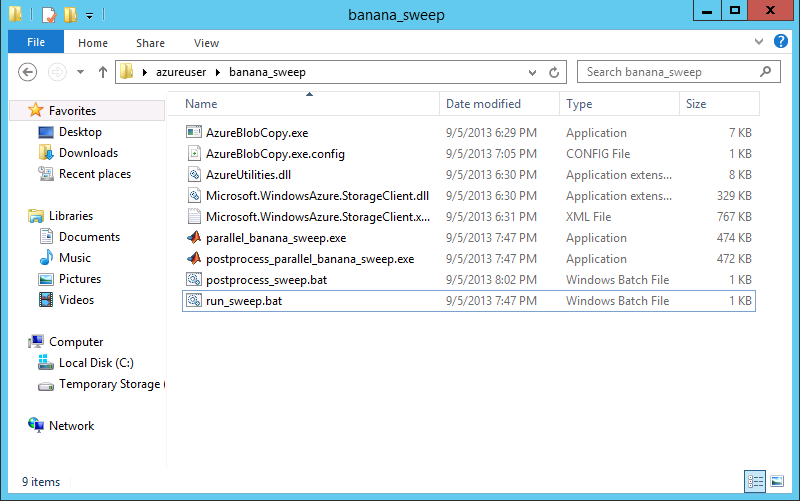 banana_sweep
File Home Share View
azureuser banana_sweep Search banana_sweep
Name Date modified Type Size
Favorites
Desktop
Downloads
Recent places
Libraries
Documents
Music
Pictures
Videos
Computer
Local Disk (C:)
Temporary Storage (
Network
AzureBlobCopy.exe 9/5/2013 6:29 PM Application 7 KB
AzureBlobCopy.exe.config 9/5/2013 7:05 PM CONFIG File 1 KB
AzureUtilities.dll 9/5/2013 6:30 PM Application extens... 8 KB
Microsoft.WindowsAzure.StorageClient.dll 9/5/2013 6:30 PM Application extens... 329 KB
Microsoft.WindowsAzure.StorageClient.x... 9/5/2013 6:31 PM XML File 767 KB
parallel_banana_sweep.exe 9/5/2013 7:47 PM Application 474 KB
postprocess_parallel_banana_sweep.exe 9/5/2013 7:47 PM Application 472 KB
postprocess_sweep.bat 9/5/2013 8:02 PM Windows Batch File 1 KB
run_sweep.bat 9/5/2013 7:47 PM Windows Batch File 1 KB
9 items